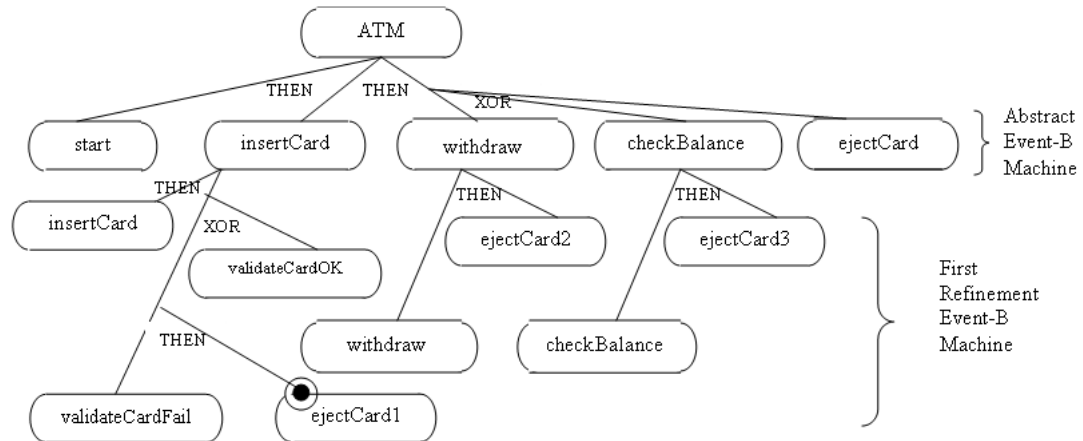 ATM
THEN
THEN
XOR
start
insertCard
withdraw
checkBalance
ejectCard
Abstract
Event-B
Machine
THEN
THEN
THEN
insertCard
XOR
validateCardOK
ejectCard2
ejectCard3
First
Refinement
Event-B
Machine
THEN
withdraw
checkBalance
validateCardFail
ejectCard1